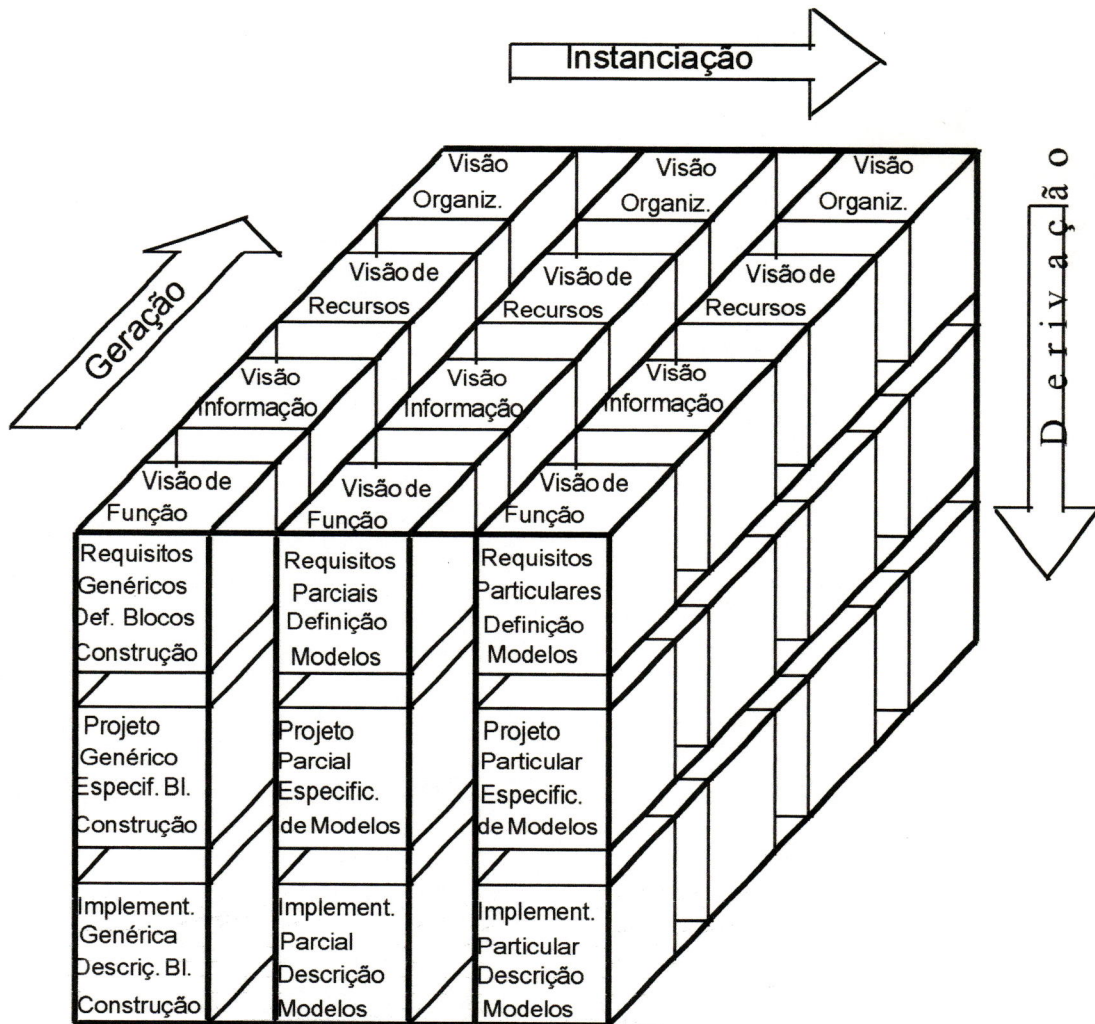 Instanciação
Derivação
Geração
Visão
Organiz.
Visão
Organiz.
Visão
Organiz.
Visão de
Recursos
Visão de
Recursos
Visão de
Recursos
Visão
Informação
Visão
Informação
Visão
Informação
Visão de
Função
Visão de
Função
Visão de
Função
Requisitos
Genéricos
Def. Blocos
Construção
Requisitos
Parciais
Definição
Modelos
Requisitos
Particulares
Definição
Modelos
Projeto
Genérico
Especif. Bl.
Construção
Projeto
Parcial
Especific.
de Modelos
Projeto
Particular
Especific.
de Modelos
Implement.
Genérica
Descriç. Bl.
Construção
Implement.
Parcial
Descrição
Modelos
Implement.
Particular
Descrição
Modelos